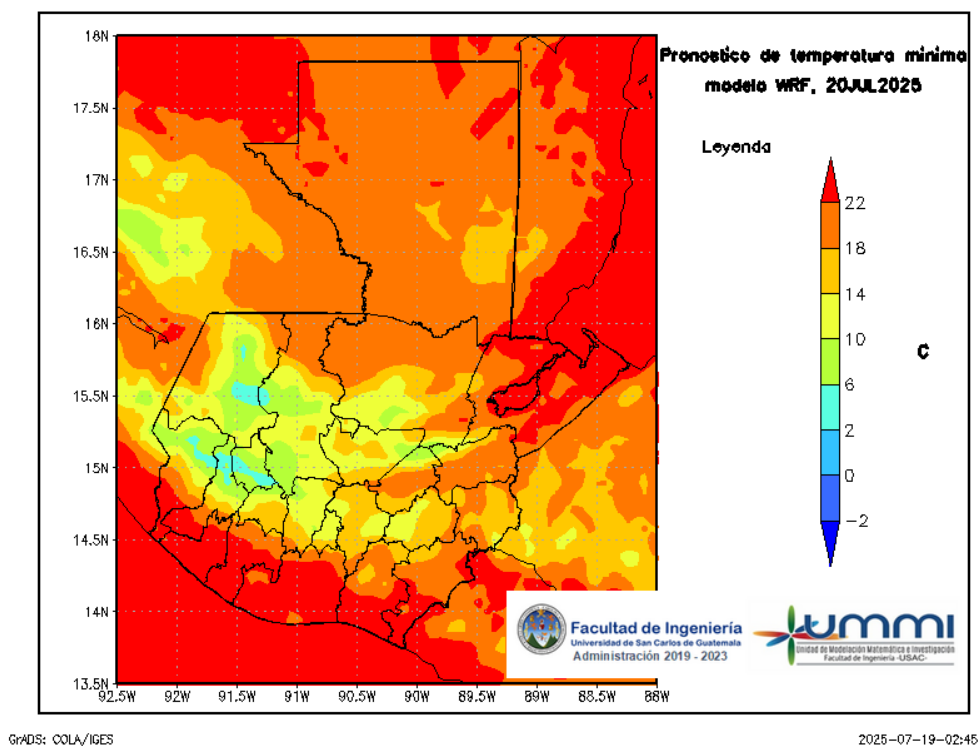 Pronostico de temperatura minima
modelo WRF, 20JUL2025
Leyenda
22
18
14
10
6
2
0
-2
C
18N
17.5N
17N
16.5N
16N
15.5N
15N
14.5N
14N
13.5N
92.5W 92W 91.5W 91W 90.5W 90W 89.5W 89W 88.5W 88W
Facultad de Ingeniería
Universidad de San Carlos de Guatemala
Administración 2019 - 2023
ummi
Unidad de Modelación Matemática e Investigación
Facultad de Ingeniería -USAC-
GrADS: COLA/IGES
2025-07-19-02:45